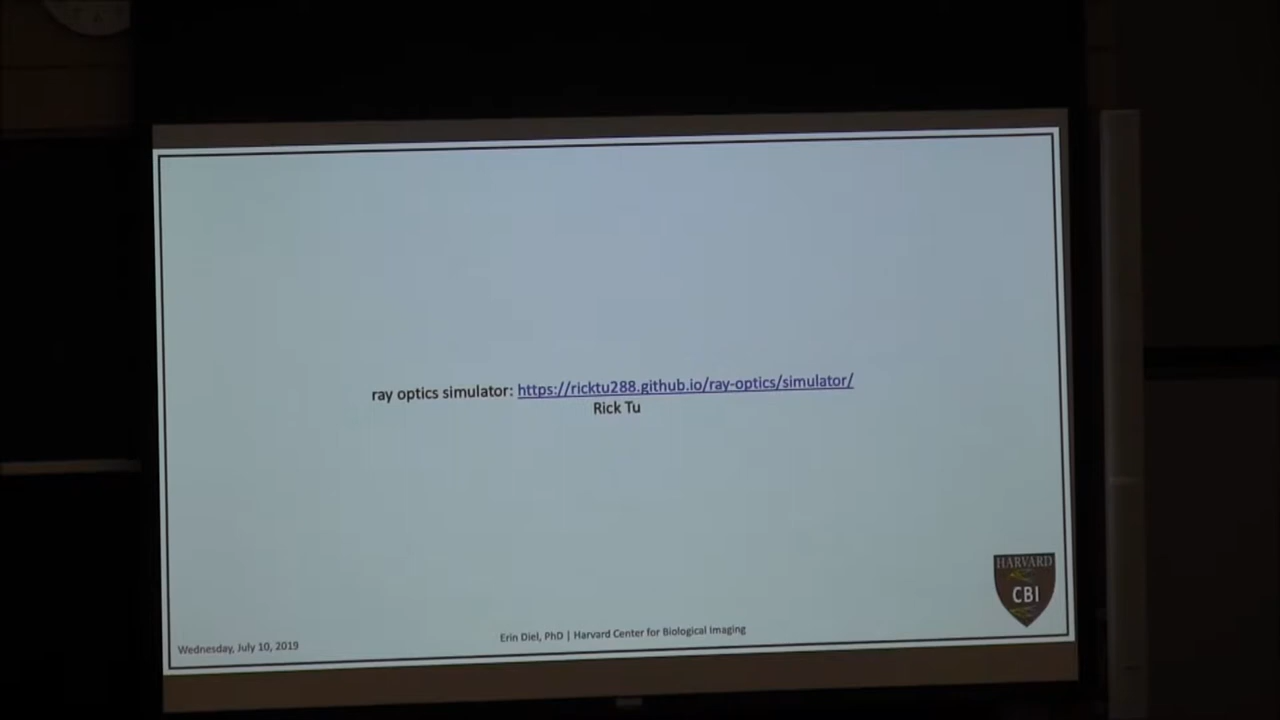 ray optics simulator: https://ricktu288.github.io/ray-optics/simulator/
Rick Tu
HARVARD
CBI
Wednesday, July 10, 2019
Erin Diel, PhD | Harvard Center for Biological Imaging